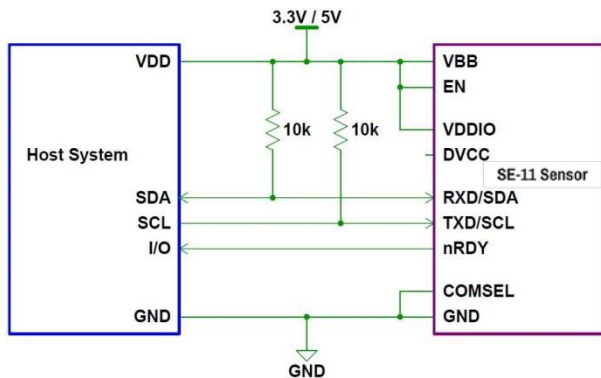 3.3V / 5V
VDD
VBB
EN
10k
10k
VDDIO
Host System
DVCC
SE-11 Sensor
SDA
RXD/SDA
SCL
TXD/SCL
I/O
nRDY
COMSEL
GND
GND
GND